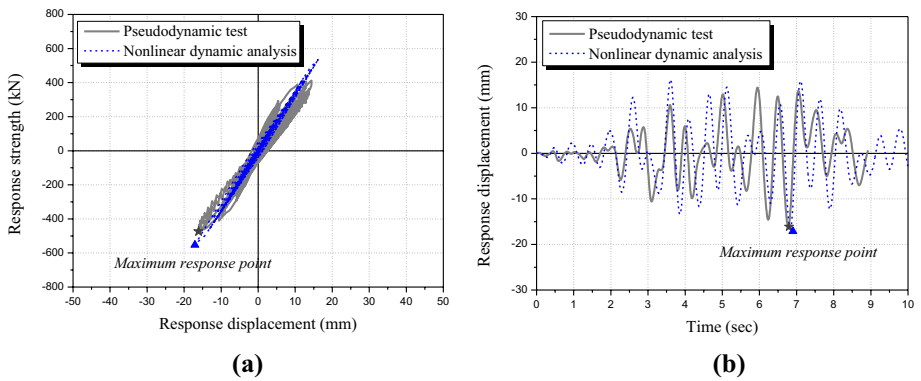 (a)
Pseudodynamic test
Nonlinear dynamic analysis
Response strength (kN)
800
600
400
200
0
-200
-400
-600
800
Maximum response point
-50 -40 -30 -20 -10 0 10 20 30 40 50
Response displacement (mm)
(a)
(b)
Pseudodynamic test
Nonlinear dynamic analysis
Response displacement (mm)
30
20
10
0
-10
-20
-30
Maximum response point
0 1 2 3 4 5 6 7 8 9 10
Time (sec)
(b)